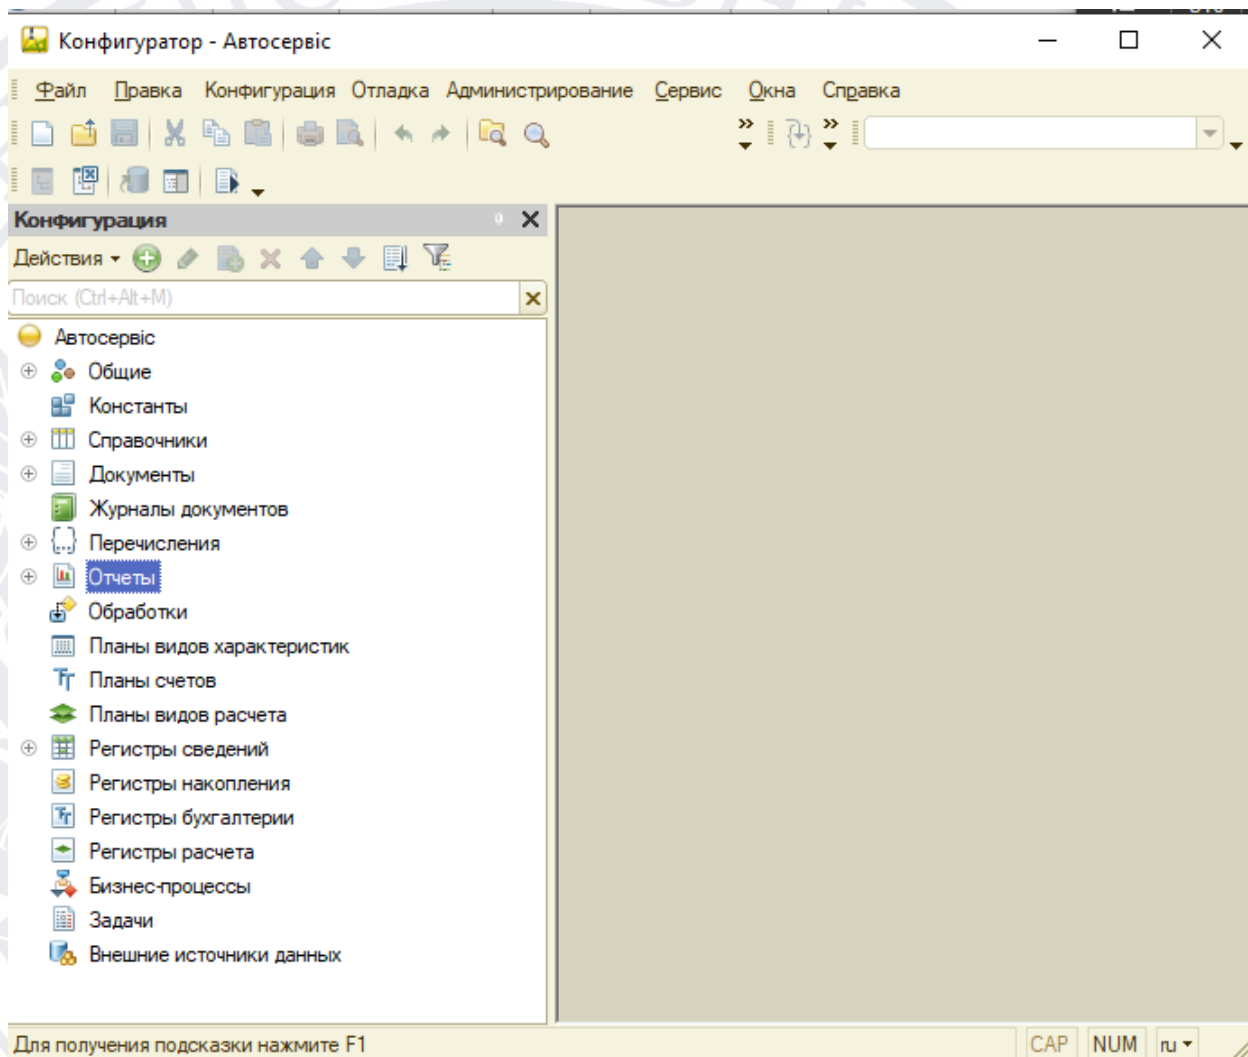 Конфигуратор - Автосервіс
Файл Правка Конфигурация Отладка Администрирование Сервис Окна Справка
Конфигурация
Действия
Поиск (Ctrl+Alt+M)
Автосервіс
Общие
Константы
Справочники
Документы
Журналы документов
Перечисления
Отчеты
Обработки
Планы видов характеристик
Планы счетов
Планы видов расчета
Регистры сведений
Регистры накопления
Регистры бухгалтерии
Регистры расчета
Бизнес-процессы
Задачи
Внешние источники данных
Для получения подсказки нажмите F1 CAP NUM ru